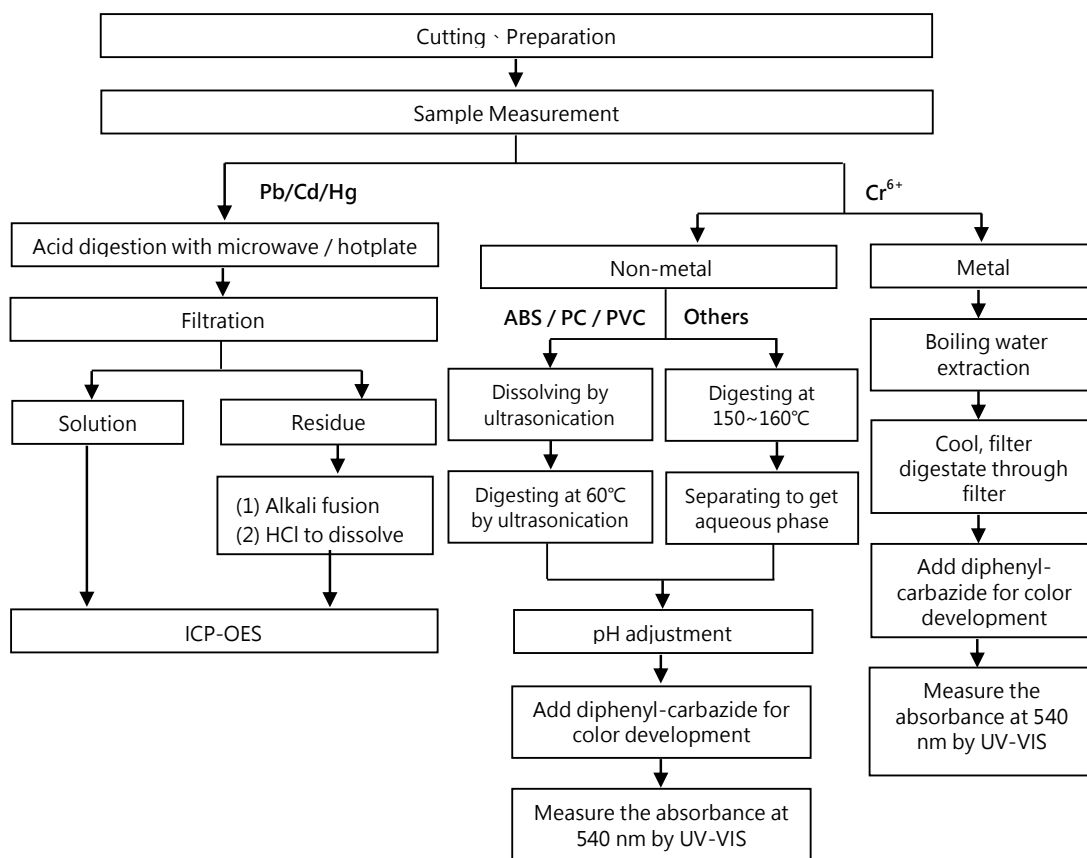 Cutting、Preparation
Sample Measurement
Pb/Cd/Hg
Cr⁶⁺
Acid digestion with microwave / hotplate
Non-metal
Metal
Filtration
ABS / PC / PVC
Others
Boiling water
extraction
Solution
Residue
Dissolving by
ultrasonication
Digesting at
150~160℃
Cool, filter
digestate through
filter
(1) Alkali fusion
(2) HCl to dissolve
Digesting at 60℃
by ultrasonication
Separating to get
aqueous phase
Add diphenyl-
carbazide for color
development
ICP-OES
pH adjustment
Measure the
absorbance at 540
nm by UV-VIS
Add diphenyl-carbazide for
color development
Measure the absorbance at
540 nm by UV-VIS